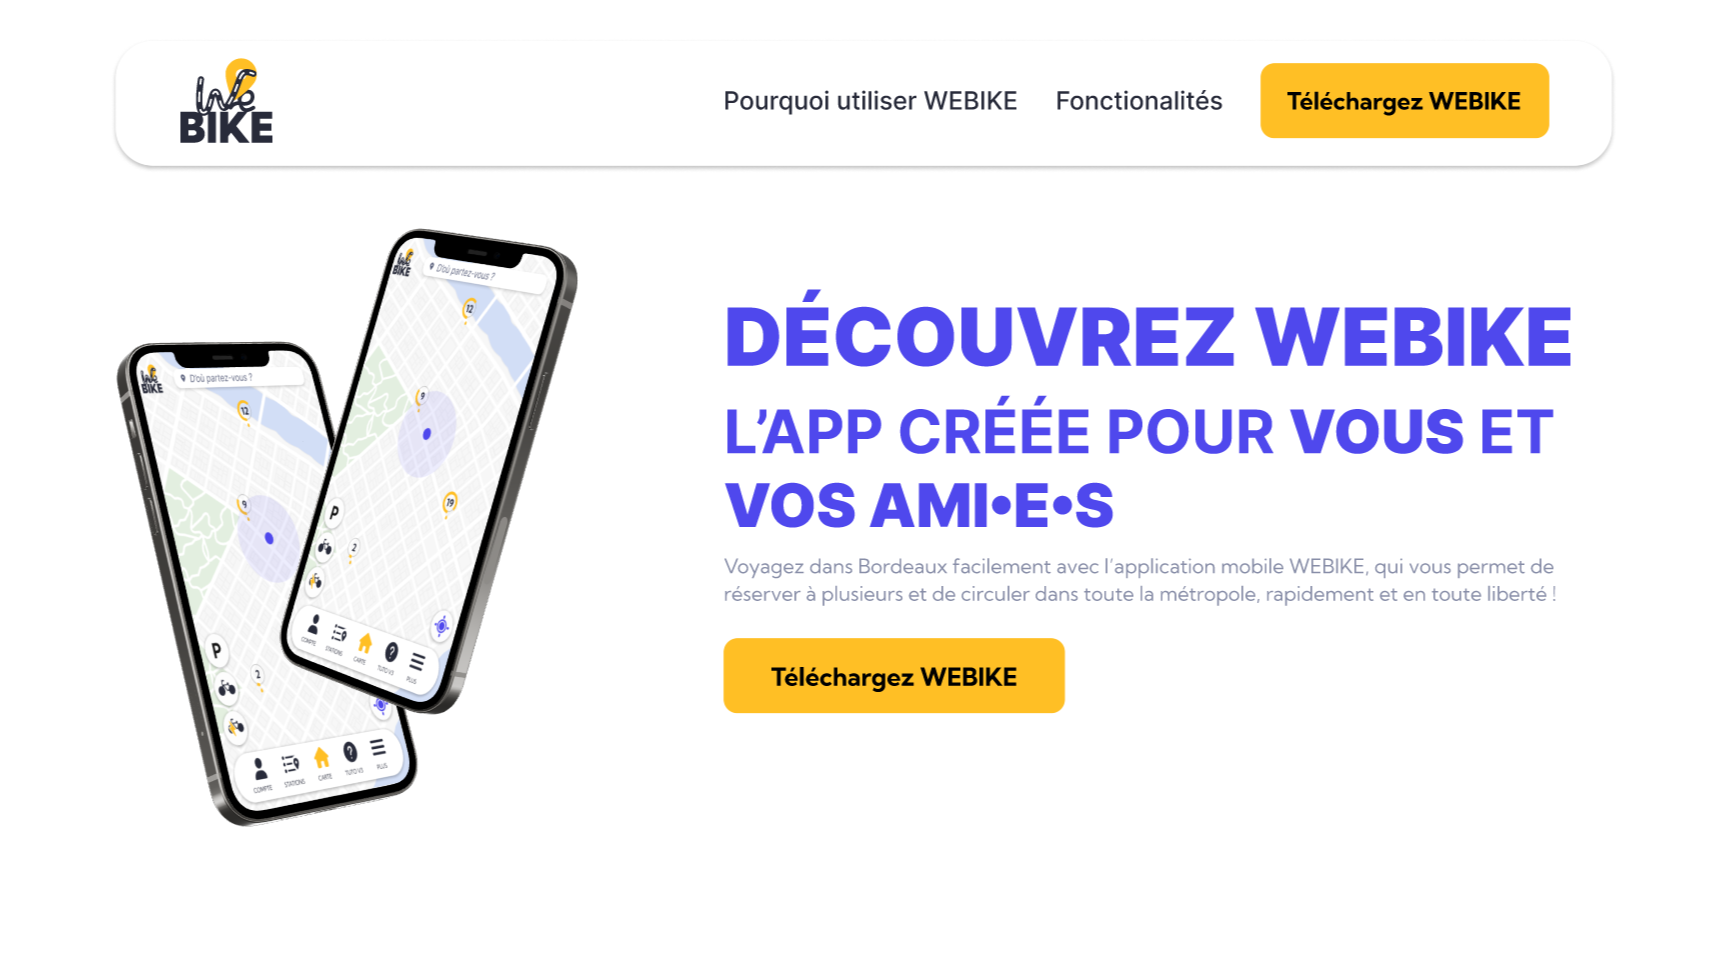 We
BIKE
Pourquoi utiliser WEBIKE
Fonctionalités
Téléchargez WEBIKE
We
BIKE
D'où partez-vous ?
12
9
19
P
2
COMPTE
STATIONS
CARTE
TUTO V3
PLUS
We
BIKE
D'où partez-vous ?
12
9
P
2
COMPTE
STATIONS
CARTE
TUTO V3
PLUS
DÉCOUVREZ WEBIKE
L’APP CRÉÉE POUR VOUS ET
VOS AMI•E•S
Voyagez dans Bordeaux facilement avec l’application mobile WEBIKE, qui vous permet de
réserver à plusieurs et de circuler dans toute la métropole, rapidement et en toute liberté !
Téléchargez WEBIKE